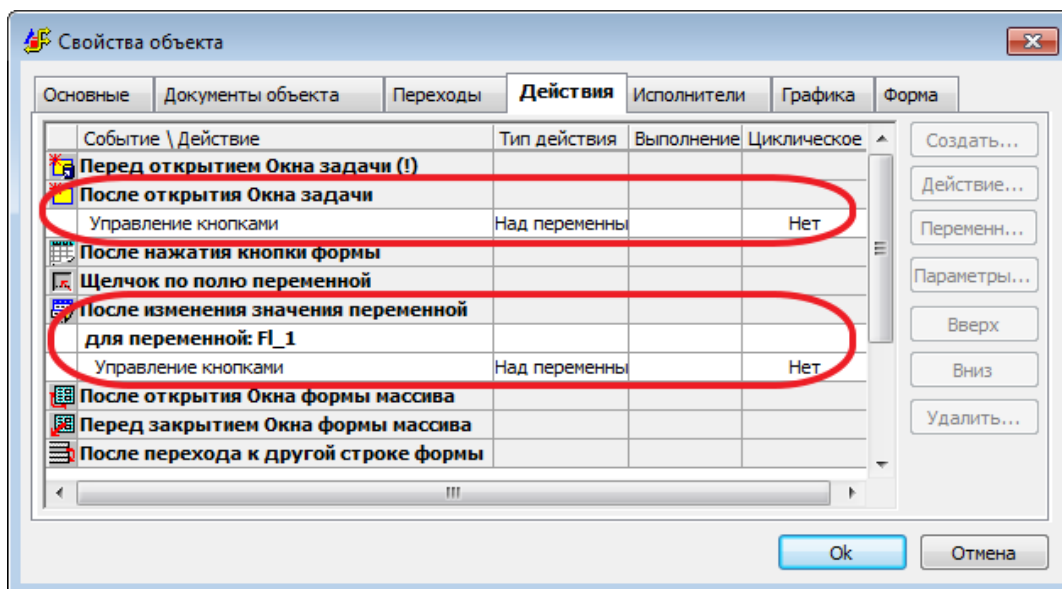 Свойства объекта
Основные Документы объекта Переходы Действия Исполнители Графика Форма
Событие \ Действие Тип действия Выполнение Циклическое
Перед открытием Окна задачи (!)
После открытия Окна задачи
Управление кнопками Над переменны Нет
После нажатия кнопки формы
Щелчок по полю переменной
После изменения значения переменной
для переменной: Fl_1
Управление кнопками Над переменны Нет
После открытия Окна формы массива
Перед закрытием Окна формы массива
После перехода к другой строке формы
Создать...
Действие...
Переменн...
Параметры...
Вверх
Вниз
Удалить...
Ok Отмена